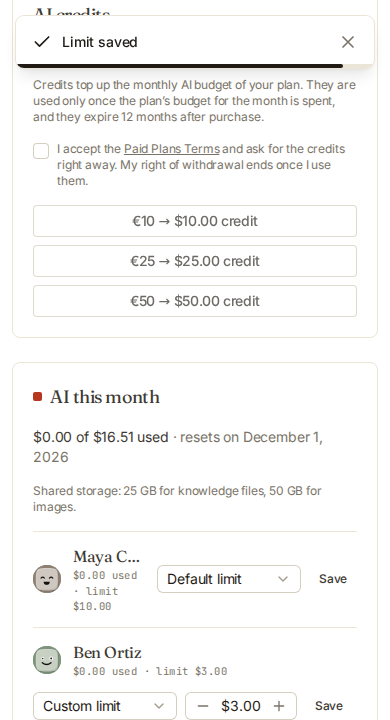 AI credits
Limit saved
Credits top up the monthly AI budget of your plan. They are
used only once the plan's budget for the month is spent,
and they expire 12 months after purchase.
I accept the Paid Plans Terms and ask for the credits
right away. My right of withdrawal ends once I use
them.
€10 → $10.00 credit
€25 → $25.00 credit
€50 → $50.00 credit
AI this month
$0.00 of $16.51 used · resets on December 1,
2026
Shared storage: 25 GB for knowledge files, 50 GB for
images.
Maya C...
$0.00 used
· limit
$10.00
Default limit
Save
Ben Ortiz
$0.00 used · limit $3.00
Custom limit
− $3.00 +
Save